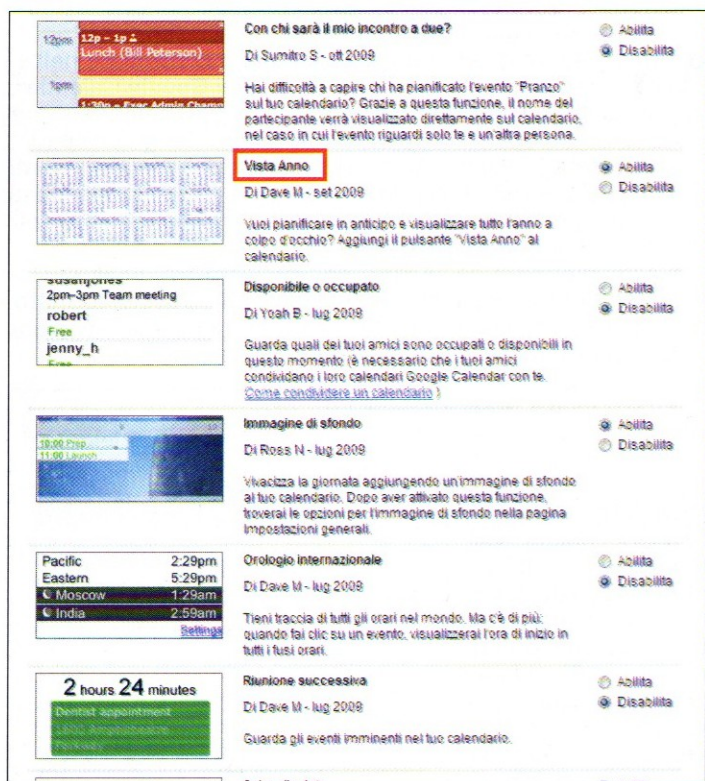 12pm
12p – 1p
Lunch (Bill Peterson)
1pm
1:30p – Exec Admin Champ
Con chi sarà il mio incontro a due?
Di Sumitro S - ott 2009
Hai difficoltà a capire chi ha pianificato l'evento "Pranzo"
sul tuo calendario? Grazie a questa funzione, il nome del
partecipante verrà visualizzato direttamente sul calendario,
nel caso in cui l'evento riguardi solo te e un'altra persona.
Abilita
Disabilita
Vista Anno
Di Dave M - set 2009
Vuoi pianificare in anticipo e visualizzare tutto l'anno a
colpo d'occhio? Aggiungi il pulsante "Vista Anno" al
calendario.
Abilita
Disabilita
susanjones
2pm–3pm Team meeting
robert
Free
jenny_h
Free
Disponibile o occupato
Di Yoah B - lug 2009
Guarda quali dei tuoi amici sono occupati o disponibili in
questo momento (è necessario che i tuoi amici
condividano i loro calendari Google Calendar con te.
Come condividere un calendario )
Abilita
Disabilita
10:00 Prep
11:00 Launch
Immagine di sfondo
Di Ross N - lug 2009
Vivacizza la giornata aggiungendo un'immagine di sfondo
al tuo calendario. Dopo aver attivato questa funzione,
troverai le opzioni per l'immagine di sfondo nella pagina
Impostazioni generali.
Abilita
Disabilita
Pacific 2:29pm
Eastern 5:29pm
Moscow 1:29am
India 2:59am
Settings
Orologio internazionale
Di Dave M - lug 2009
Tieni traccia di tutti gli orari nel mondo. Ma c'è di più:
quando fai clic su un evento, visualizzerai l'ora di inizio in
tutti i fusi orari.
Abilita
Disabilita
2 hours 24 minutes
Dentist appointment
Riunione successiva
Di Dave M - lug 2009
Guarda gli eventi imminenti nel tuo calendario.
Abilita
Disabilita